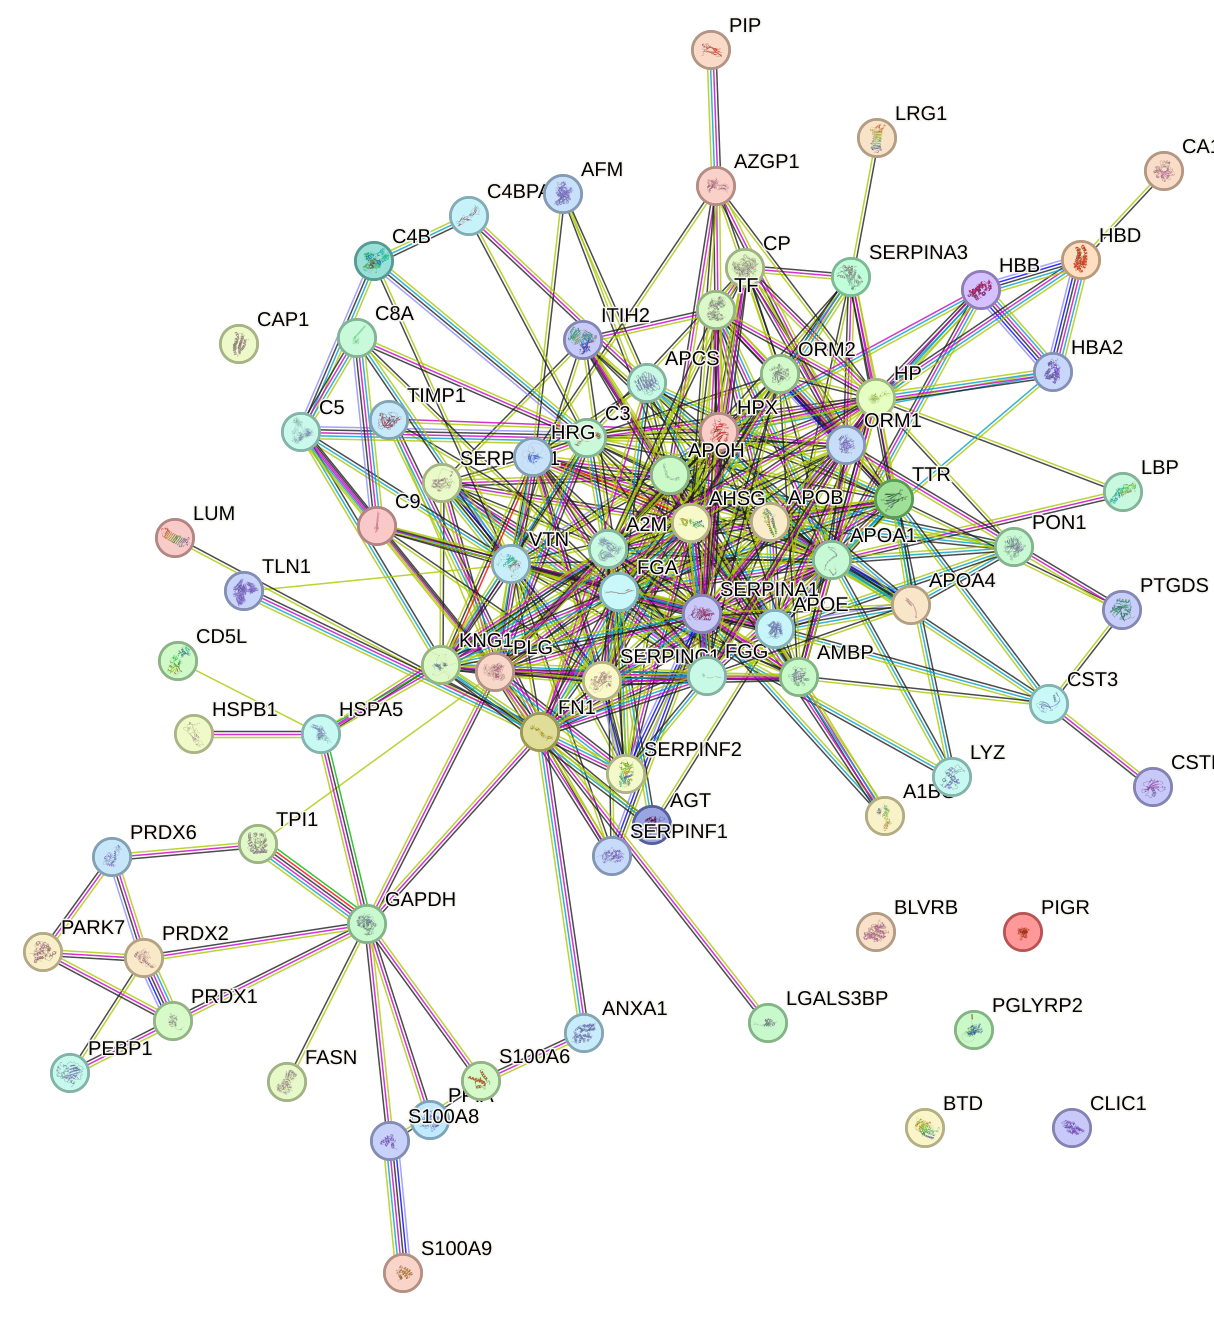 PIP
LRG1
CA1
AZGP1
AFM
C4BPA
C4B
CP
HBD
SERPINA3
HBB
TF
CAP1
C8A
ITIH2
APCS
ORM2
HP
HBA2
TIMP1
C5
C3
HPX
ORM1
HRG
SERP
1
APOH
TTR
LBP
C9
AHSG
APOB
LUM
A2M
VTN
APOA1
PON1
TLN1
FGA
SERPINA1
APOE
APOA4
PTGDS
CD5L
KNG1
PLG
SERPINC1
FGG
AMBP
CST3
HSPB1
HSPA5
FN1
SERPINF2
LYZ
CST
AGT
A1BG
TPI1
PRDX6
SERPINF1
GAPDH
BLVRB
PIGR
PARK7
PRDX2
PRDX1
LGALS3BP
PGLYRP2
ANXA1
PEBP1
FASN
S100A6
PPIA
S100A8
BTD
CLIC1
S100A9